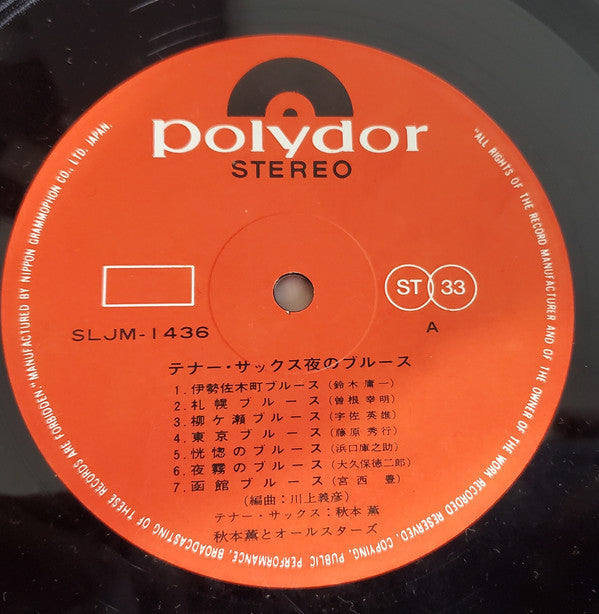 polydor
STEREO
ST 33
SLJM-1436
A
テナー・サックス夜のブルース
1. 伊勢佐木町ブルース (鈴木庸一)
2. 札幌ブルース (曽根幸明)
3. 柳ケ瀬ブルース (宇佐英雄)
4. 東京ブルース (藤原秀行)
5. 恍惚のブルース (浜口庫之助)
6. 夜霧のブルース (大久保徳二郎)
7. 函館ブルース (宮西 豊)
(編曲:川上義彦)
テナー・サックス:秋本 薫
秋本薫とオールスターズ
"ALL RIGHTS OF THE RECORD MANUFACTURER AND OF THE OWNER OF THE WORK RECORDED RESERVED. COPYING, PUBLIC PERFORMANCE, BROADCASTING OF THESE RECORDS ARE FORBIDDEN." MANUFACTURED BY NIPPON GRAMMOPHON CO., LTD. JAPAN.